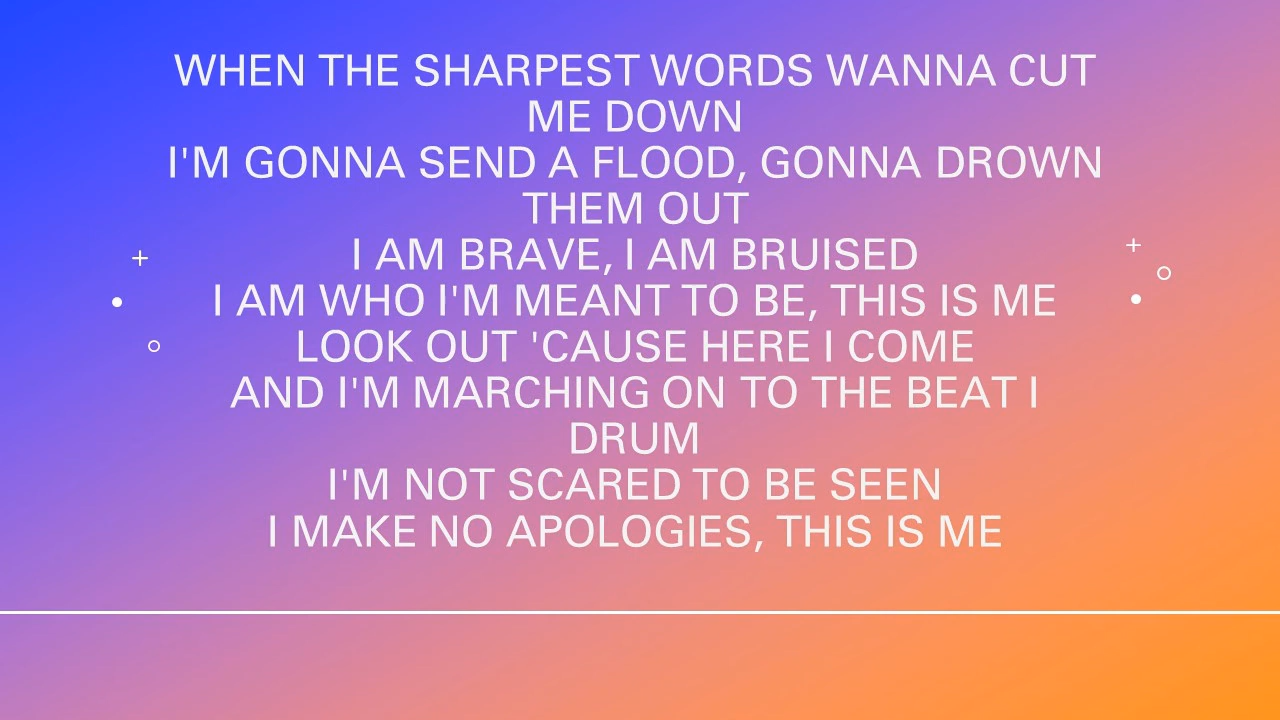 WHEN THE SHARPEST WORDS WANNA CUT
ME DOWN
I'M GONNA SEND A FLOOD, GONNA DROWN
THEM OUT
I AM BRAVE, I AM BRUISED
I AM WHO I'M MEANT TO BE, THIS IS ME
LOOK OUT 'CAUSE HERE I COME
AND I'M MARCHING ON TO THE BEAT I
DRUM
I'M NOT SCARED TO BE SEEN
I MAKE NO APOLOGIES, THIS IS ME